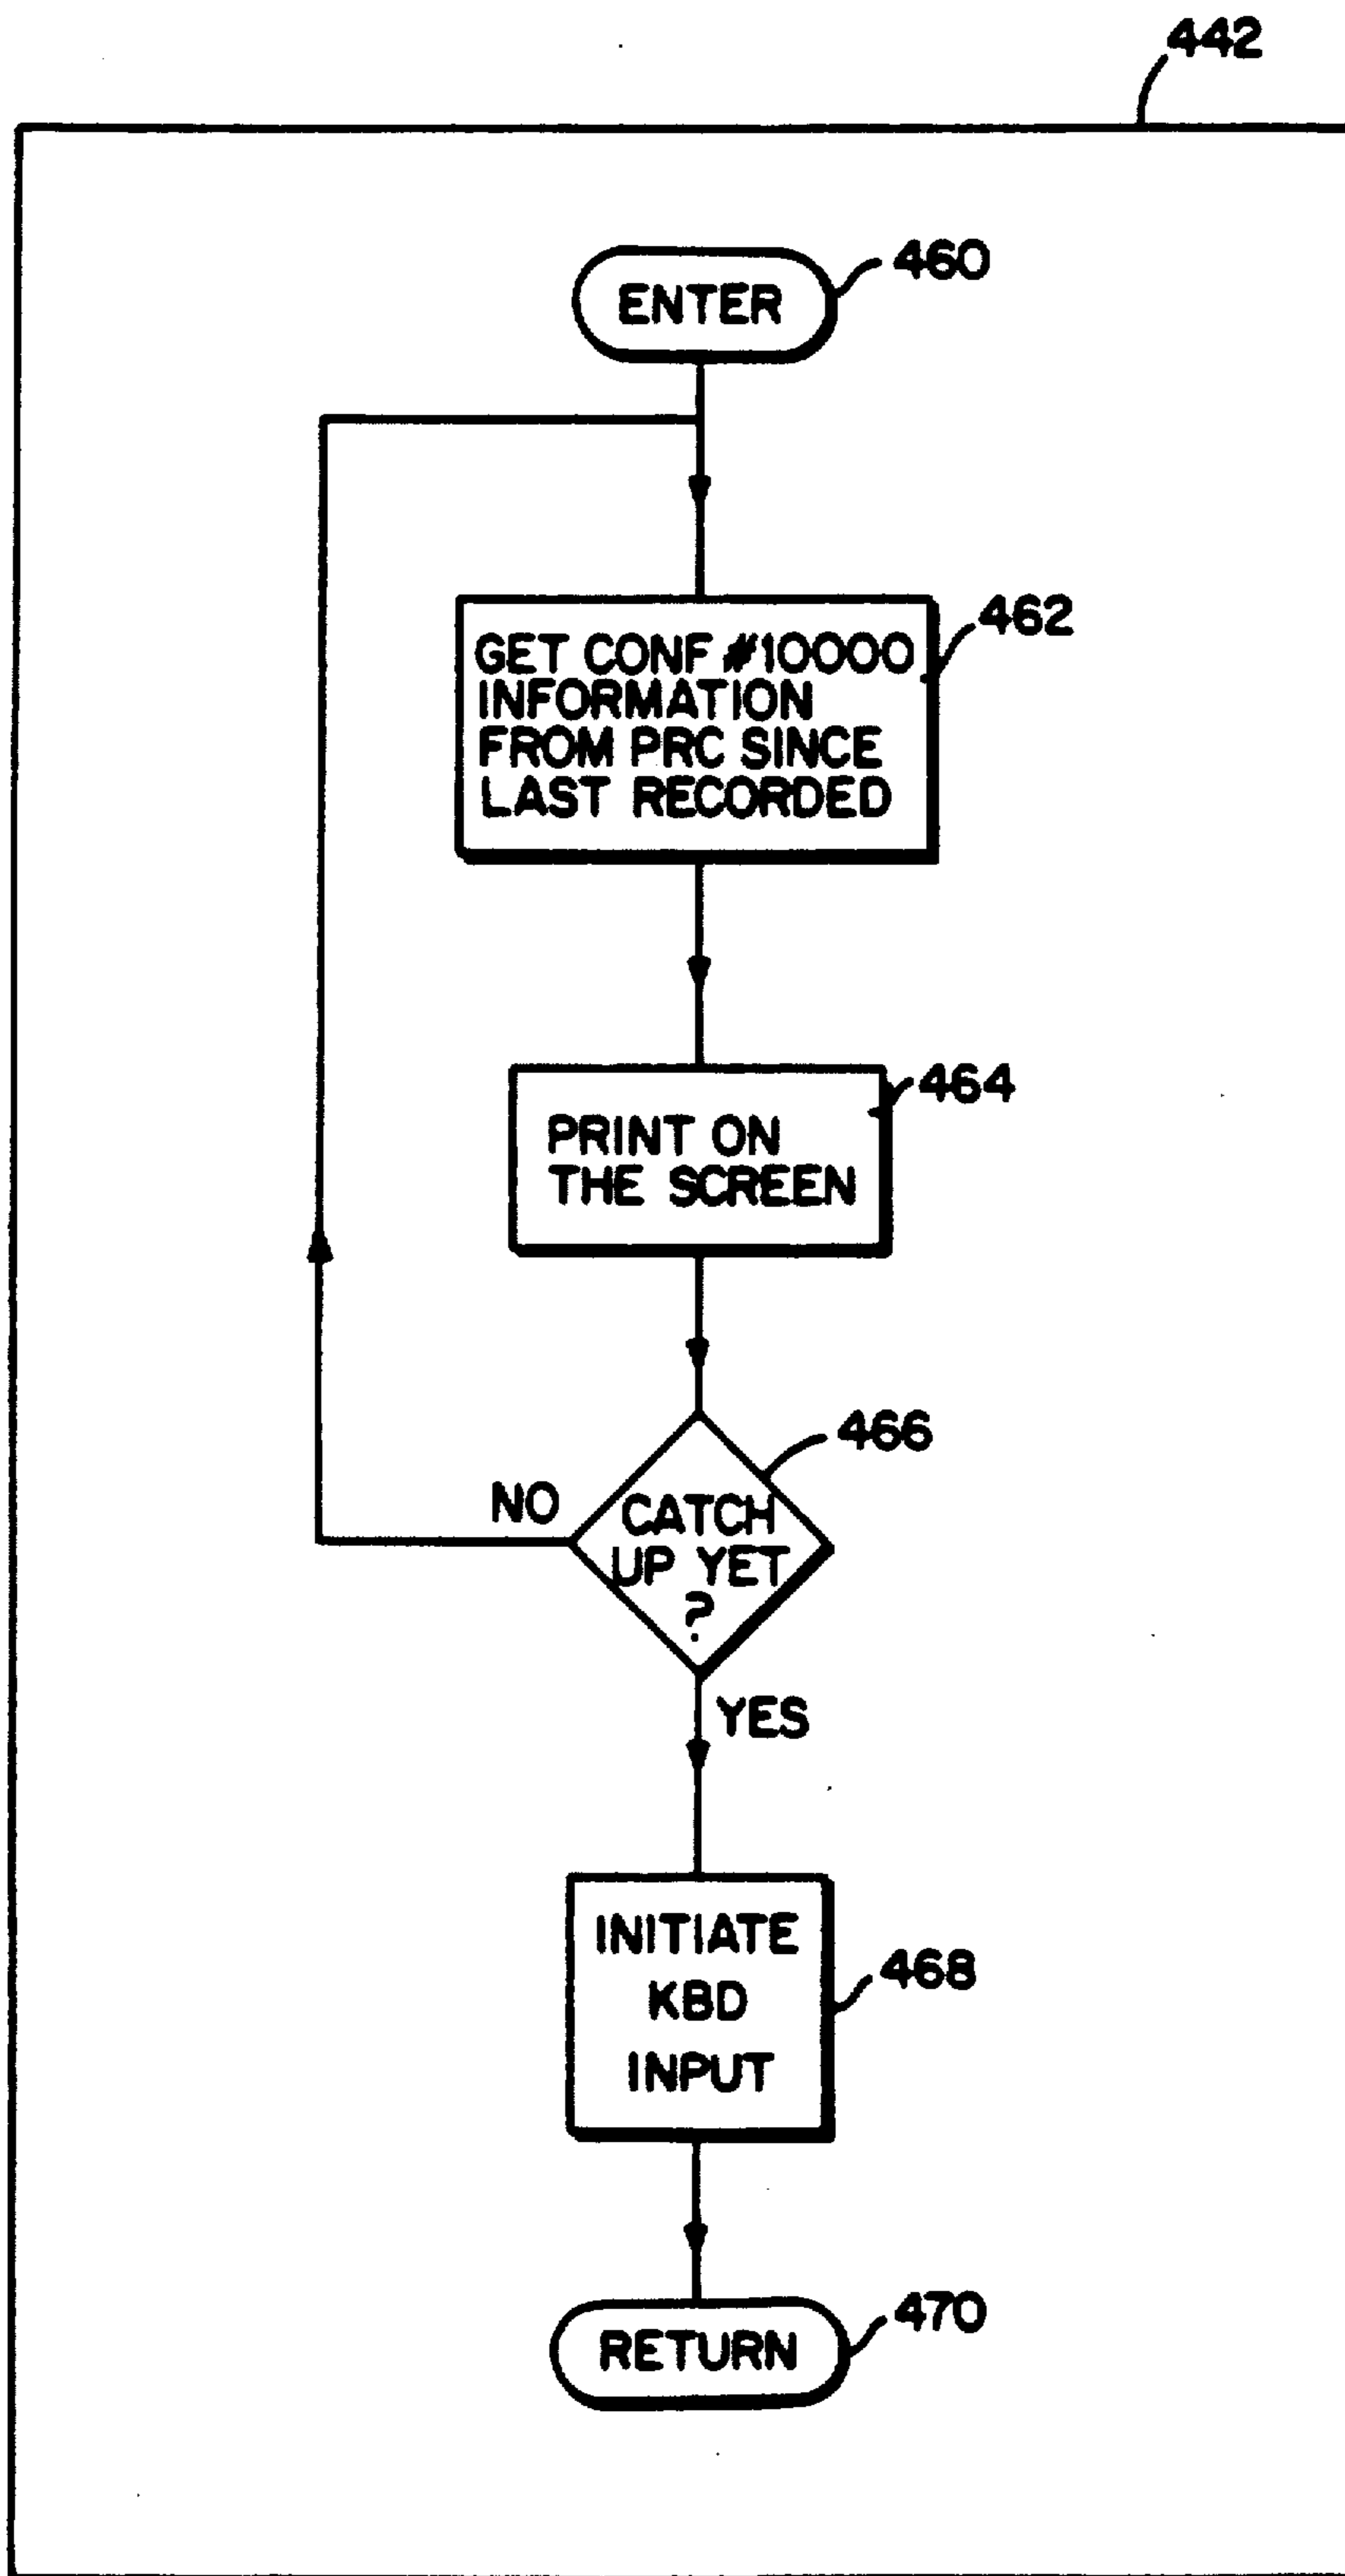 442
460
ENTER
462
GET CONF #10000
INFORMATION
FROM PRC SINCE
LAST RECORDED
464
PRINT ON
THE SCREEN
466
NO
CATCH
UP YET
?
YES
INITIATE
KBD
INPUT
468
470
RETURN